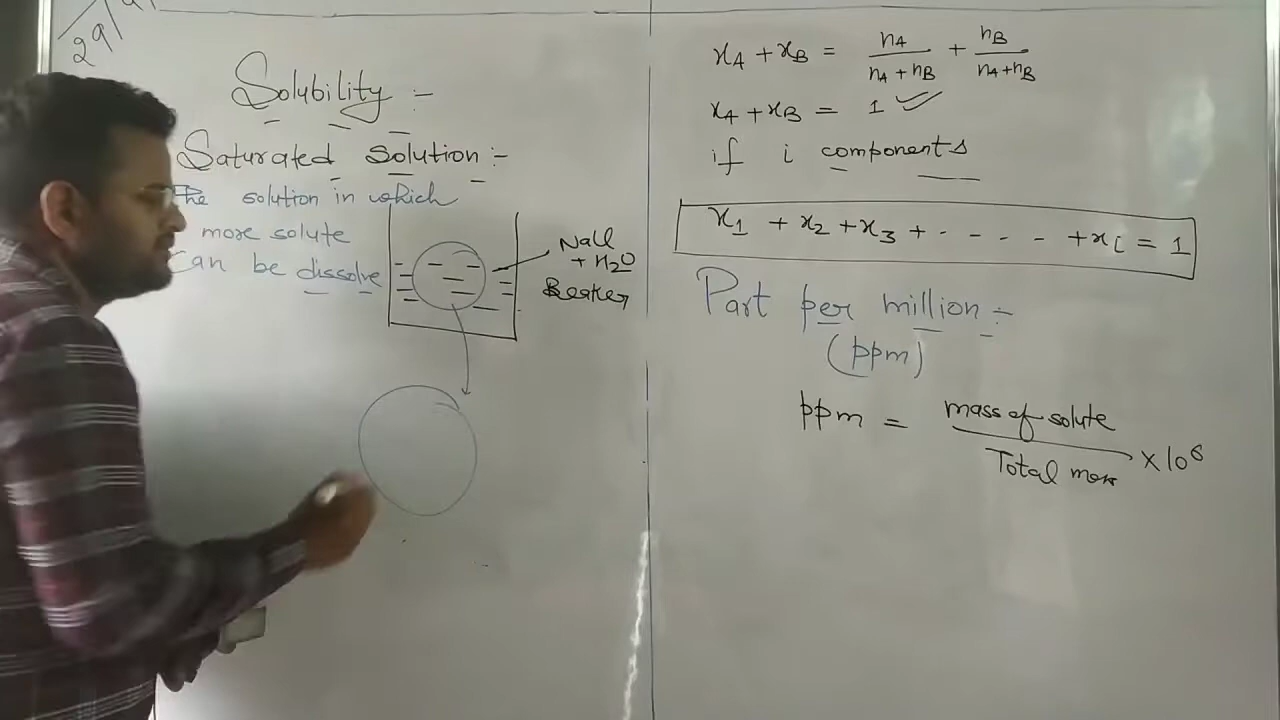 29
Solubility :-
Saturated solution :-
The solution in which
more solute
Can be dissolve
NaCl
+ H2O
Beaker
xA + xB = nA/(nA + nB) + nB/(nA+nB)
xA + xB = 1 ✓
if i components
x1 + x2 + x3 + - - - - + xi = 1
Part per million :-
(ppm)
ppm = mass of solute / Total mass × 10^6